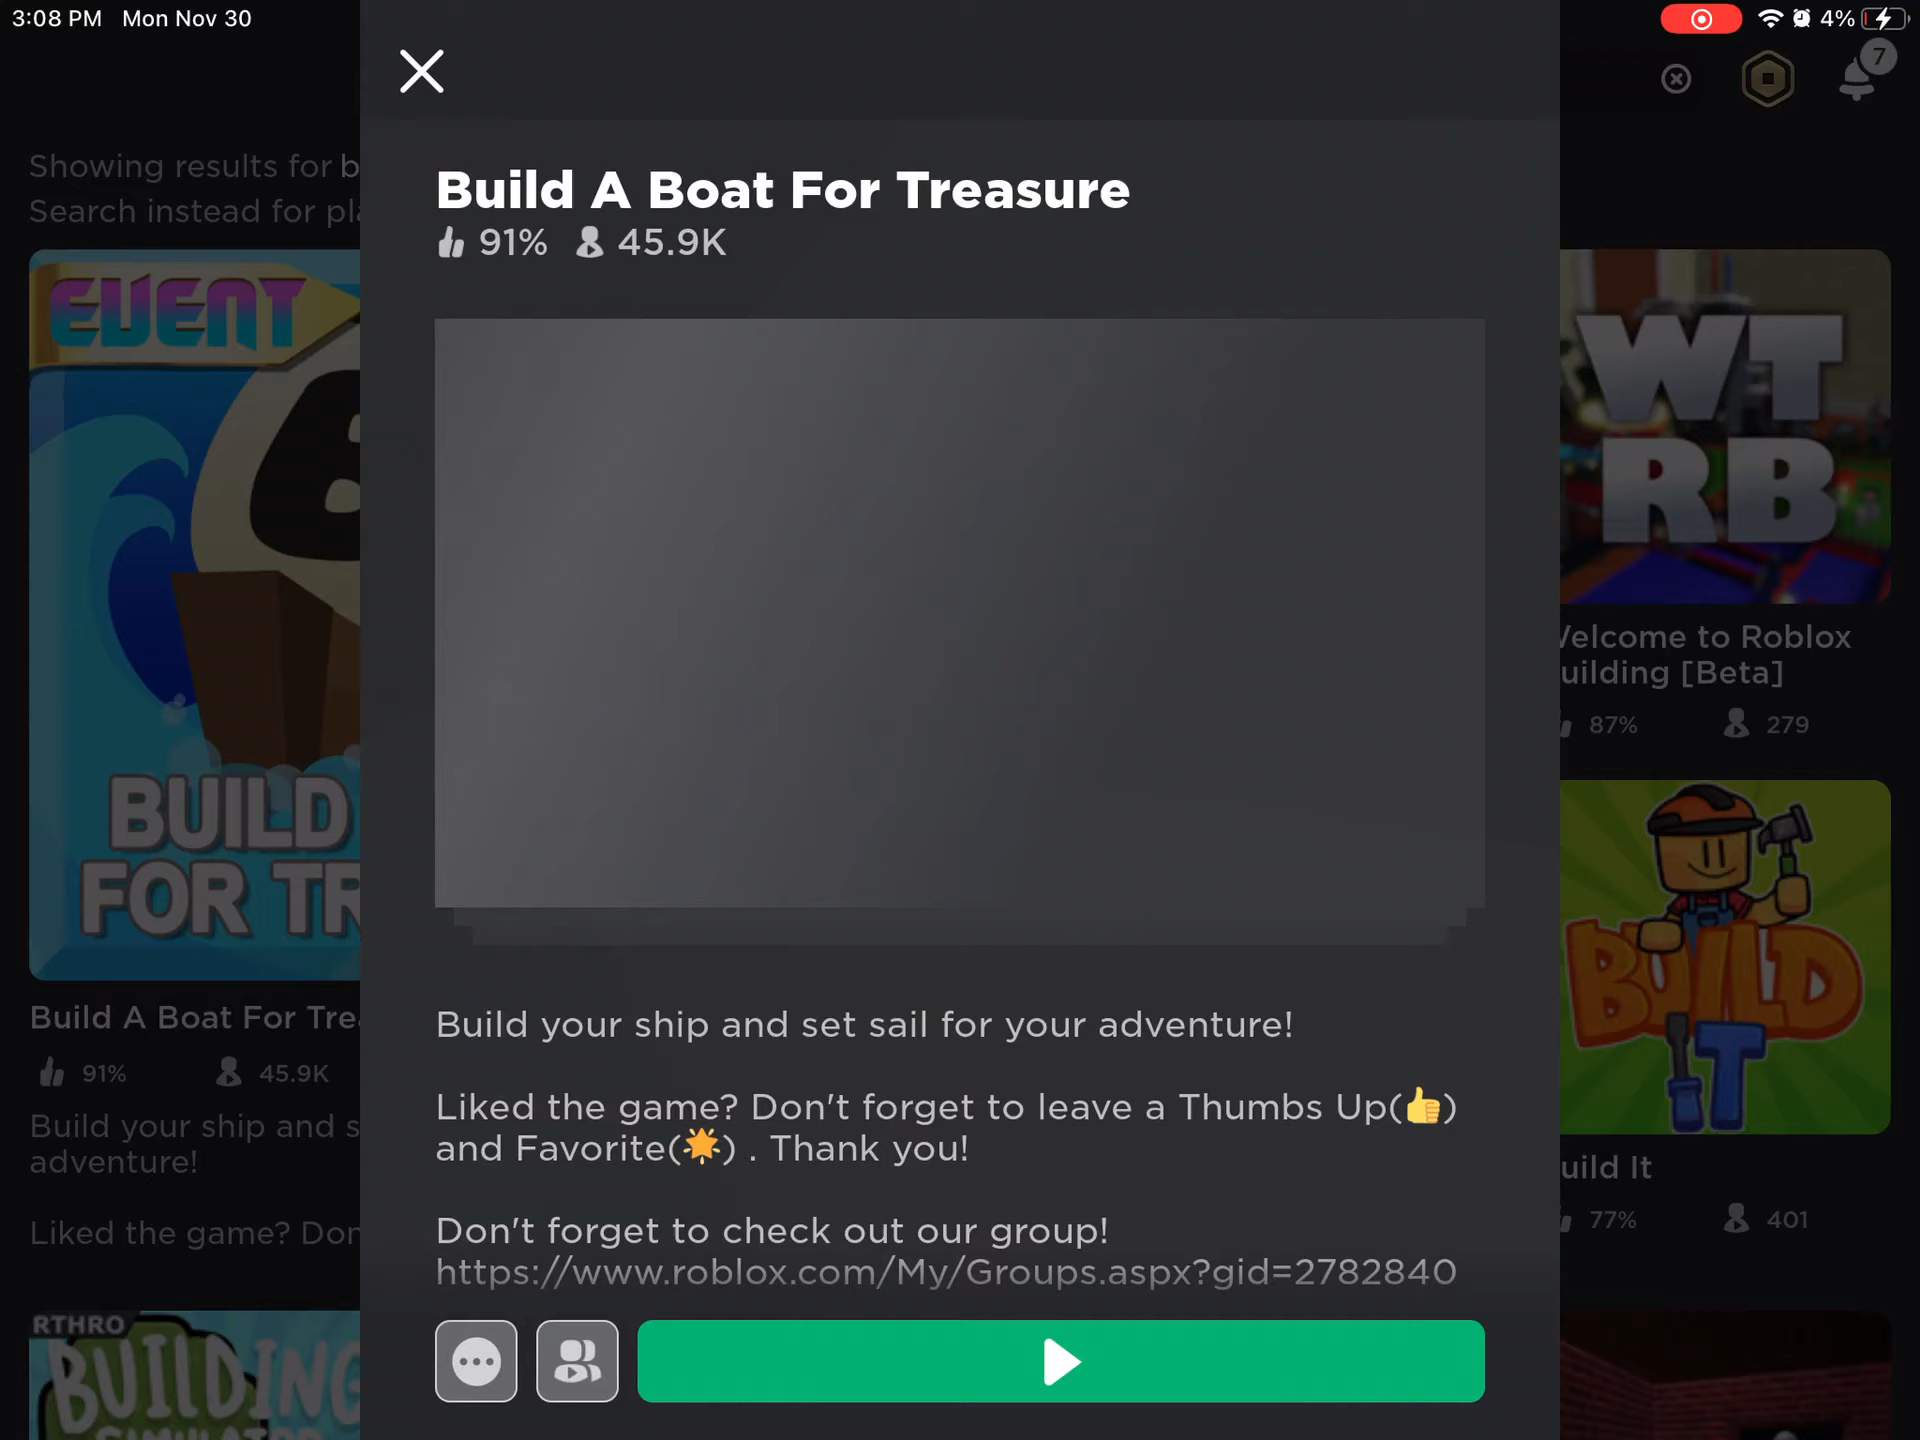 3:08 PM Mon Nov 30
4%
7
Showing results for b
Search instead for pl
EVENT
B
BUILD
FOR TR
Build A Boat For Tre
91% 45.9K
Build your ship and s
adventure!
Liked the game? Don
RTHRO
BUILDING
Build A Boat For Treasure
91% 45.9K
Build your ship and set sail for your adventure!
Liked the game? Don't forget to leave a Thumbs Up(👍)
and Favorite(🌟) . Thank you!
Don't forget to check out our group!
https://www.roblox.com/My/Groups.aspx?gid=2782840
WT
RB
Welcome to Roblox
uilding [Beta]
87% 279
BUILD
IT
uild It
77% 401